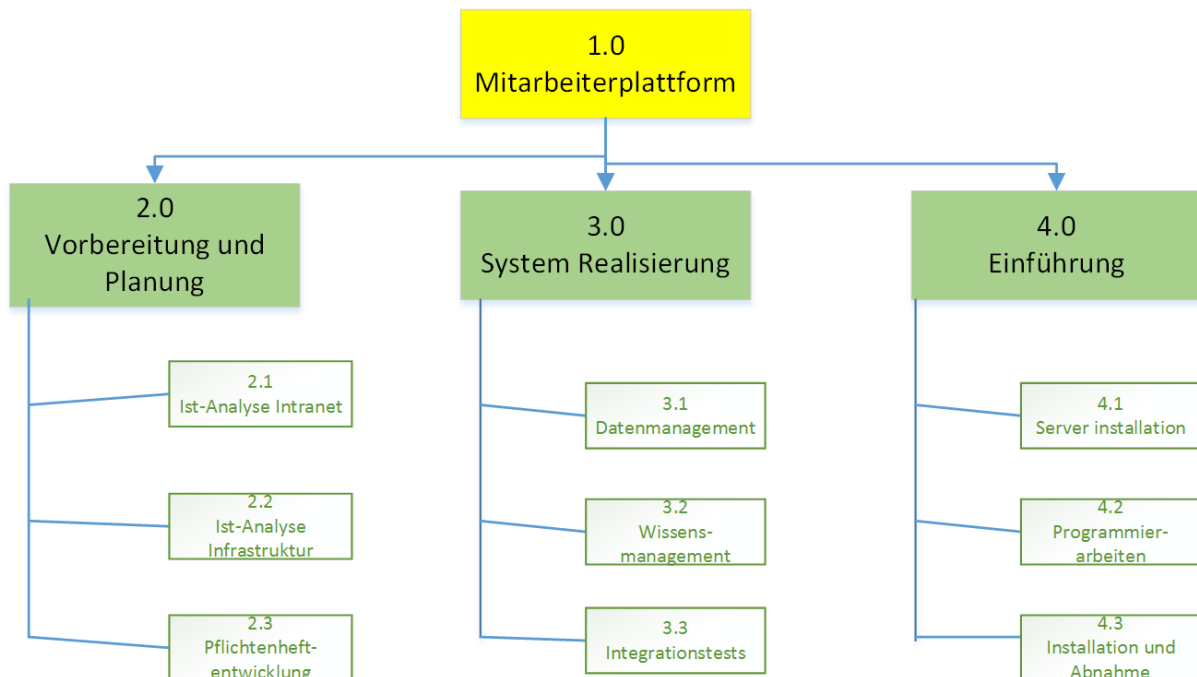 1.0
Mitarbeiterplattform
2.0
Vorbereitung und
Planung
3.0
System Realisierung
4.0
Einführung
2.1
Ist-Analyse Intranet
2.2
Ist-Analyse
Infrastruktur
2.3
Pflichtenheft-
entwicklung
3.1
Datenmanagement
3.2
Wissens-
management
3.3
Integrationstests
4.1
Server installation
4.2
Programmier-
arbeiten
4.3
Installation und
Abnahme